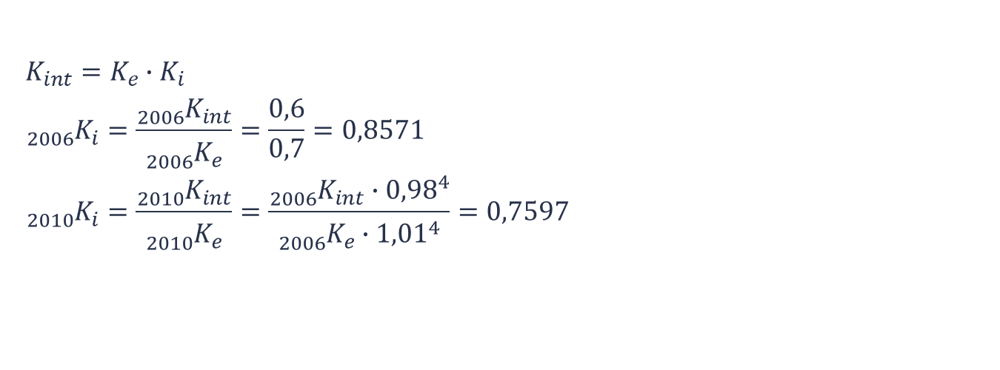 K_int = K_e · K_i
₂₀₀₆K_i = ₂₀₀₆K_int / ₂₀₀₆K_e = 0,6 / 0,7 = 0,8571
₂₀₁₀K_i = ₂₀₁₀K_int / ₂₀₁₀K_e = ₂₀₀₆K_int · 0,98⁴ / ₂₀₀₆K_e · 1,01⁴ = 0,7597